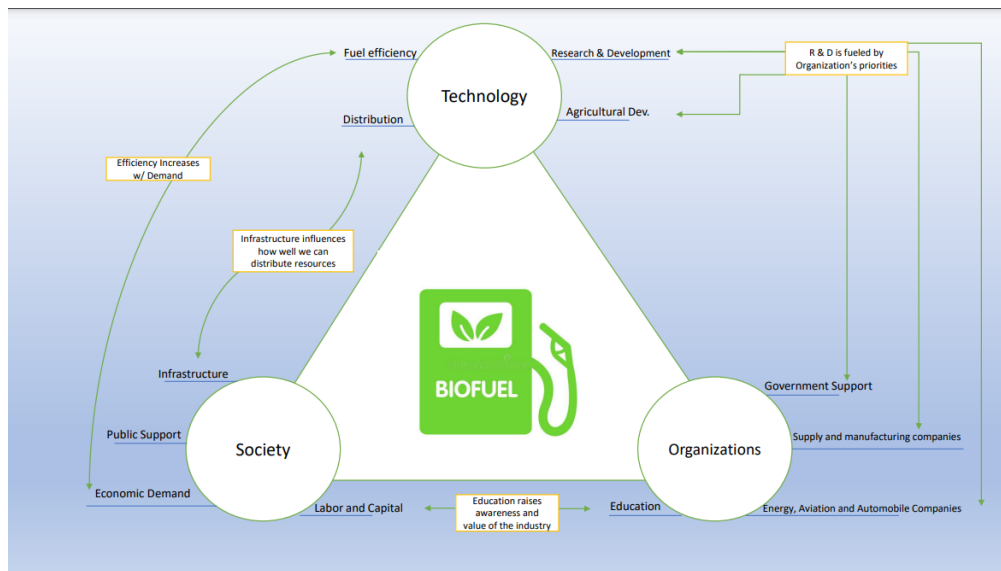 Fuel efficiency
Research & Development
R & D is fueled by
Organization's priorities
Technology
Distribution
Agricultural Dev.
Efficiency Increases
w/ Demand
Infrastructure influences
how well we can
distribute resources
BIOFUEL
Infrastructure
Government Support
Public Support
Society
Organizations
Supply and manufacturing companies
Economic Demand
Labor and Capital
Education raises
awareness and
value of the industry
Education
Energy, Aviation and Automobile Companies